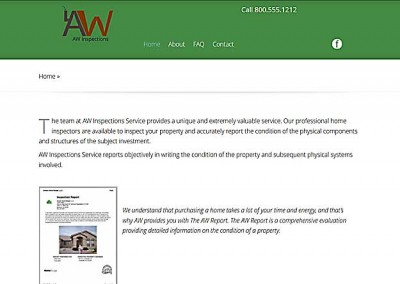 Call 800.555.1212
AW
AW Inspections
Home About FAQ Contact
f
Home »
The team at AW Inspections Service provides a unique and extremely valuable service. Our professional home
inspectors are available to inspect your property and accurately report the condition of the physical components
and structures of the subject investment.
AW Inspections Service reports objectively in writing the condition of the property and subsequent physical systems
involved.
Inspection Report
We understand that purchasing a home takes a lot of your time and energy, and that's
why AW provides you with The AW Report. The AW Report is a comprehensive evaluation
providing detailed information on the condition of a property.